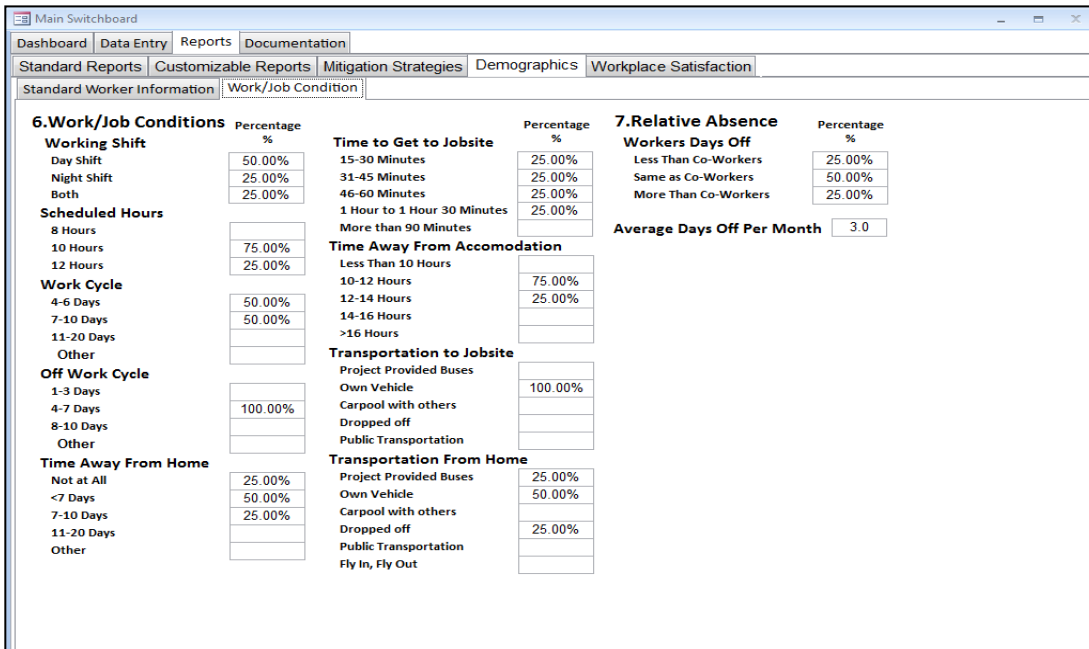 Main Switchboard
Dashboard Data Entry Reports Documentation
Standard Reports Customizable Reports Mitigation Strategies Demographics Workplace Satisfaction
Standard Worker Information Work/Job Condition
6.Work/Job Conditions Percentage
Working Shift %
Day Shift 50.00%
Night Shift 25.00%
Both 25.00%
Scheduled Hours
8 Hours
10 Hours 75.00%
12 Hours 25.00%
Work Cycle
4-6 Days 50.00%
7-10 Days 50.00%
11-20 Days
Other
Off Work Cycle
1-3 Days
4-7 Days 100.00%
8-10 Days
Other
Time Away From Home
Not at All 25.00%
<7 Days 50.00%
7-10 Days 25.00%
11-20 Days
Other
Percentage
Time to Get to Jobsite %
15-30 Minutes 25.00%
31-45 Minutes 25.00%
46-60 Minutes 25.00%
1 Hour to 1 Hour 30 Minutes 25.00%
More than 90 Minutes
Time Away From Accomodation
Less Than 10 Hours
10-12 Hours 75.00%
12-14 Hours 25.00%
14-16 Hours
>16 Hours
Transportation to Jobsite
Project Provided Buses
Own Vehicle 100.00%
Carpool with others
Dropped off
Public Transportation
Transportation From Home
Project Provided Buses 25.00%
Own Vehicle 50.00%
Carpool with others
Dropped off 25.00%
Public Transportation
Fly In, Fly Out
7.Relative Absence Percentage
Workers Days Off %
Less Than Co-Workers 25.00%
Same as Co-Workers 50.00%
More Than Co-Workers 25.00%
Average Days Off Per Month 3.0